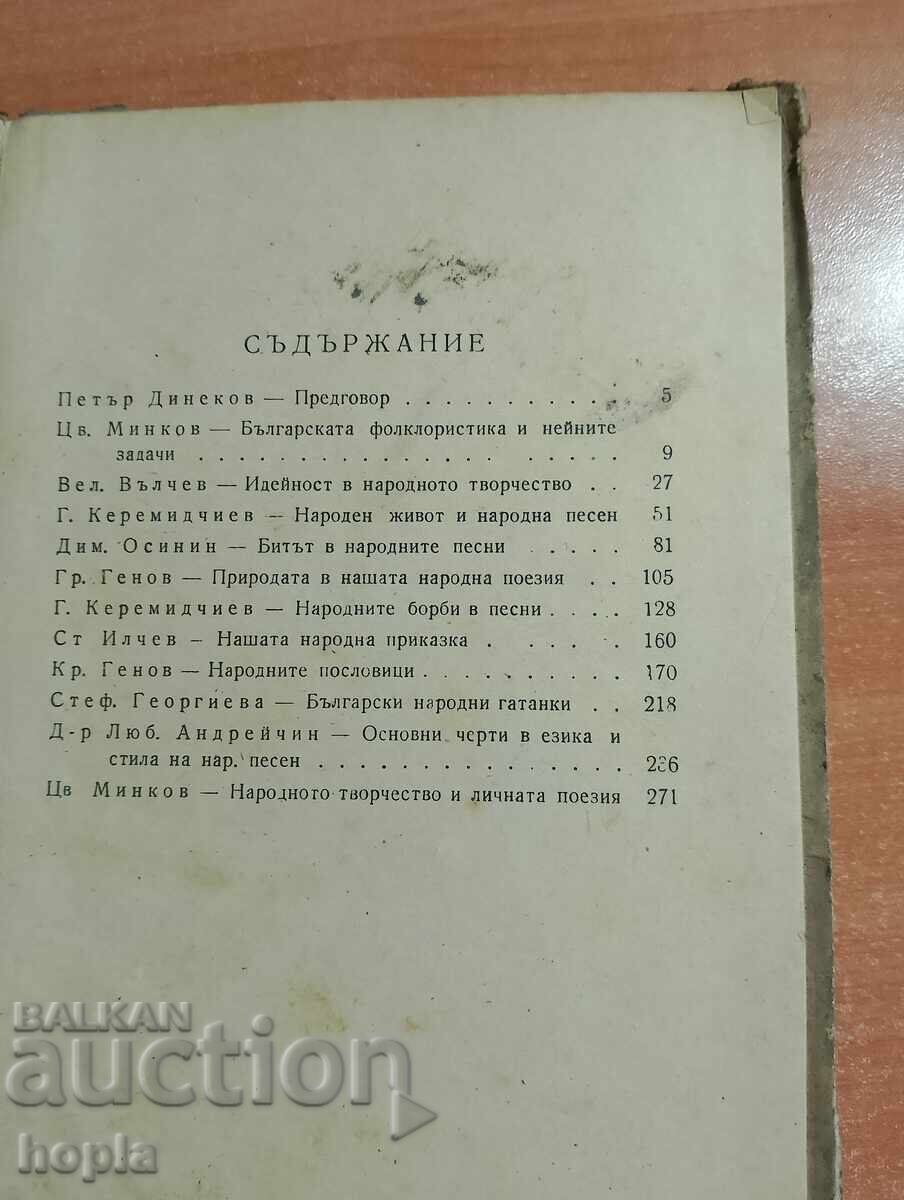 СЪДЪРЖАНИЕ
Петър Динеков — Предговор . . . . . . . . . . . 5
Цв. Минков — Българската фолклористика и нейните
задачи . . . . . . . . . . . . . . . . . . . 9
Вел. Вълчев — Идейност в народното творчество . . 27
Г. Керемидчиев — Народен живот и народна песен 51
Дим. Осинин — Битът в народните песни . . . . . 81
Гр. Генов — Природата в нашата народна поезия . . 105
Г. Керемидчиев — Народните борби в песни . . . . 128
Ст Илчев — Нашата народна приказка . . . . . 160
Кр. Генов — Народните пословици . . . . . . . . . . 170
Стеф. Георгиева — Български народни гатанки . . 218
Д-р Люб. Андрейчин — Основни черти в езика и
стила на нар. песен . . . . . . . . . . . . . . . 236
Цв Минков — Народното творчество и личната поезия 271
BALKAN
auction
hopla